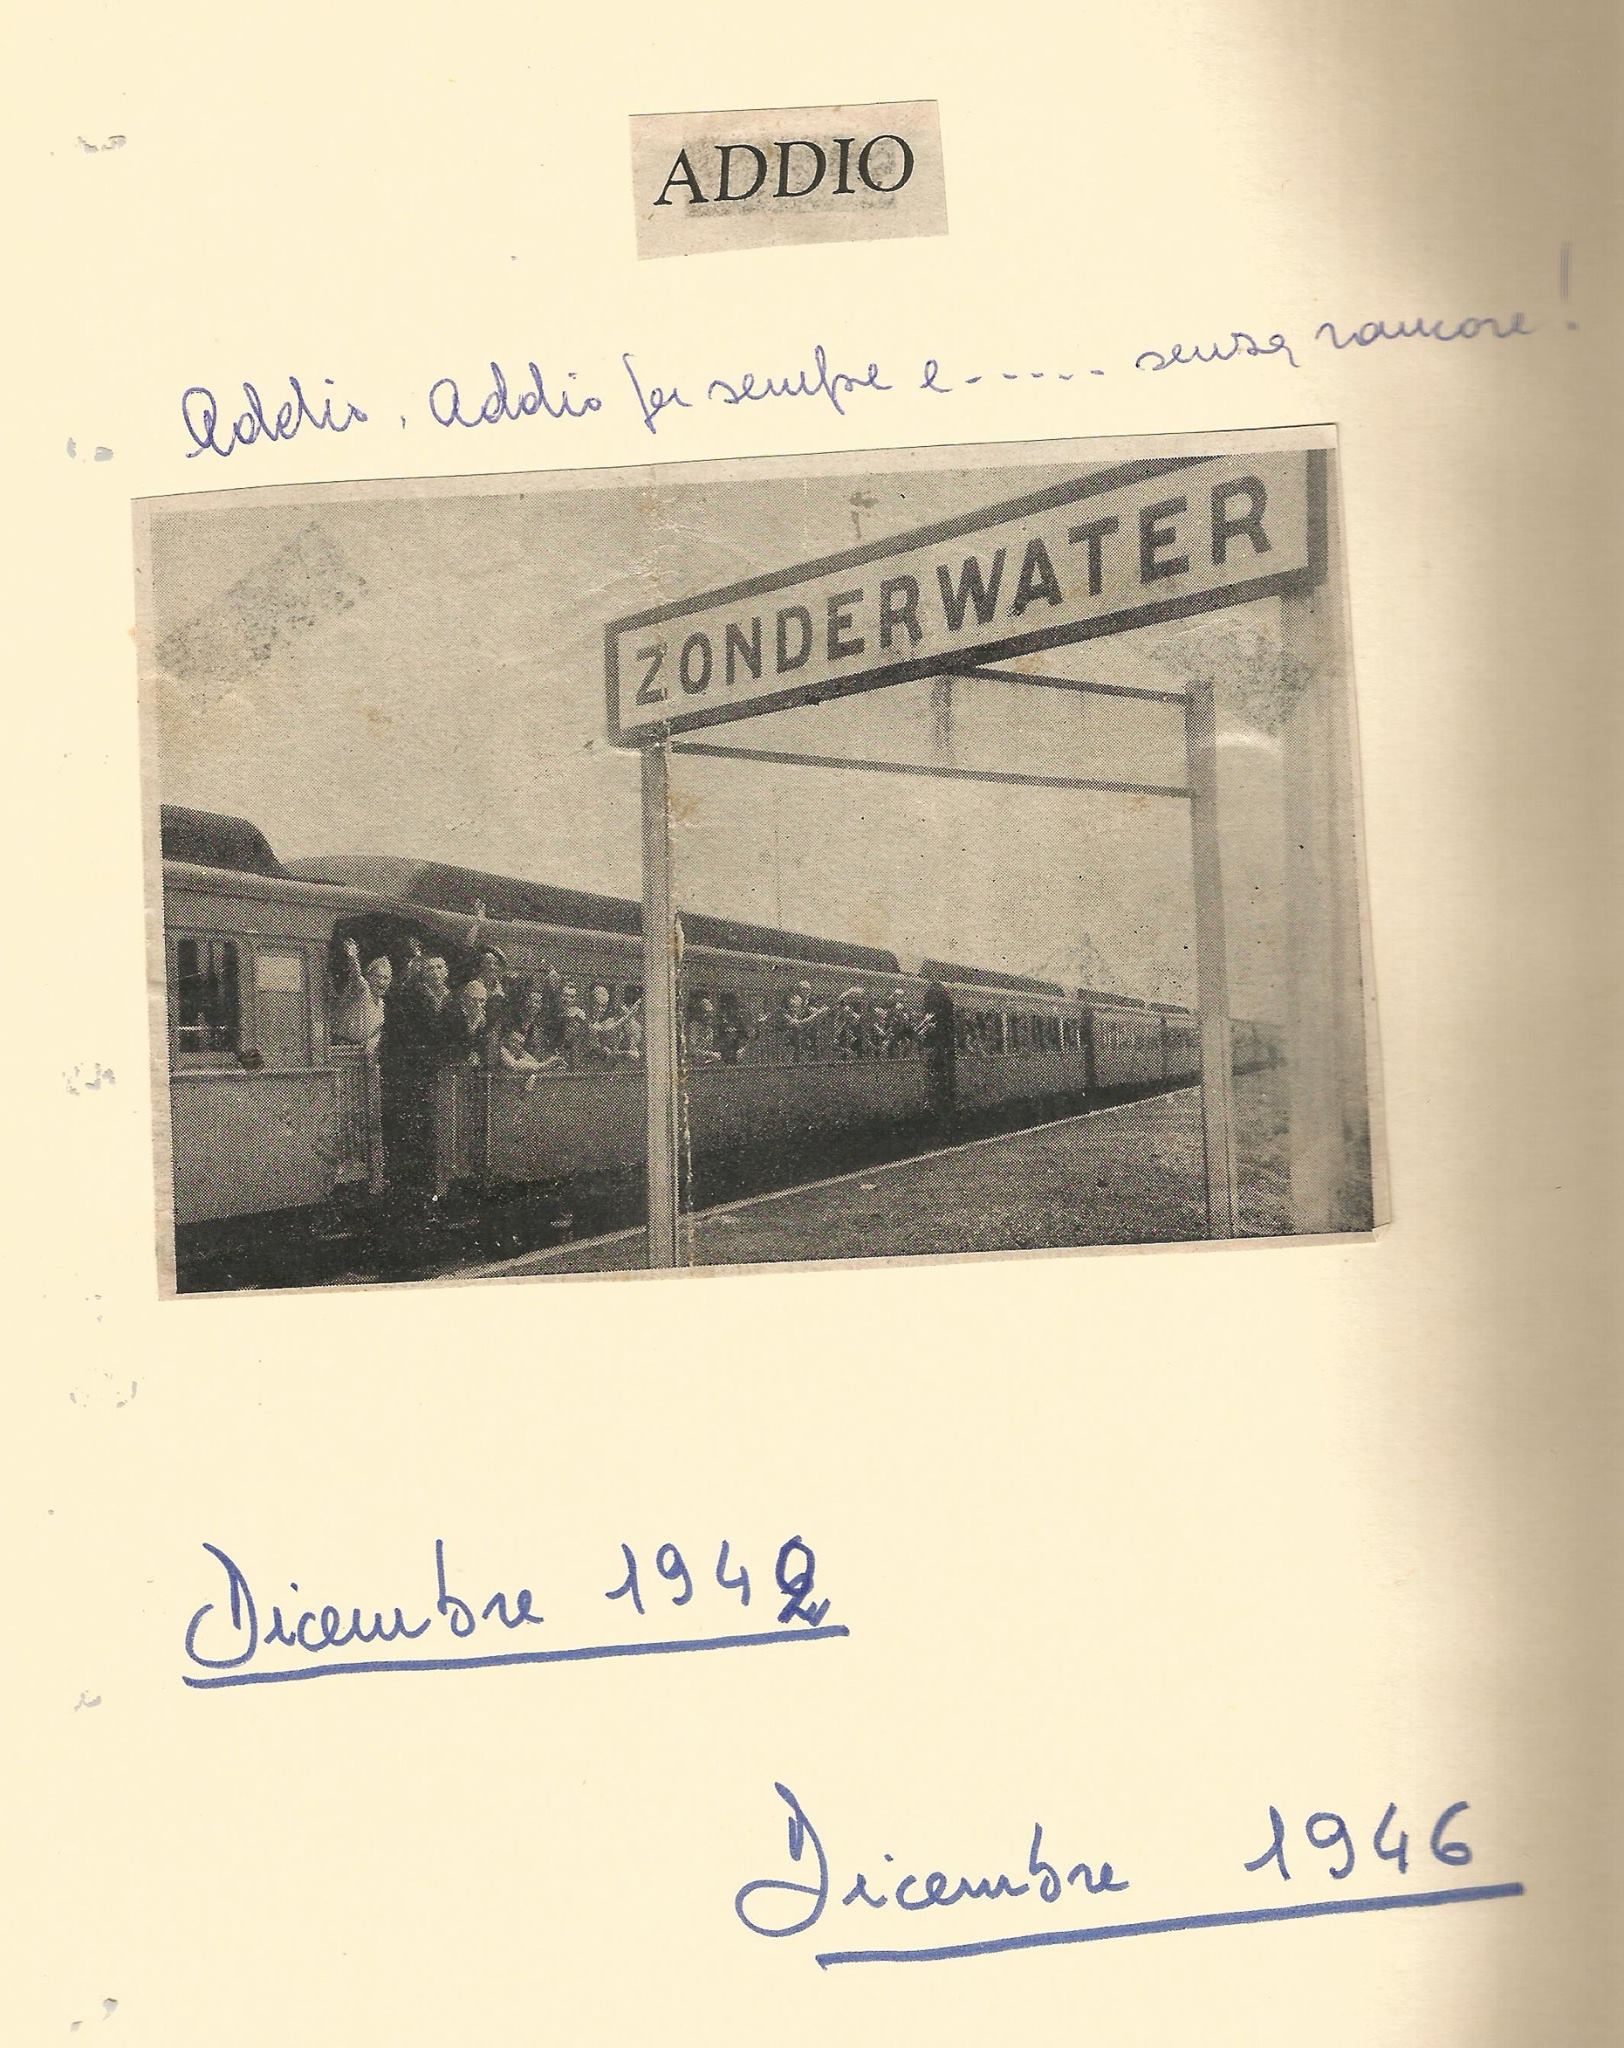 ADDIO
Addio, Addio per sempre e ...... senza rancore!
ZONDERWATER
Dicembre 1942
Dicembre 1946